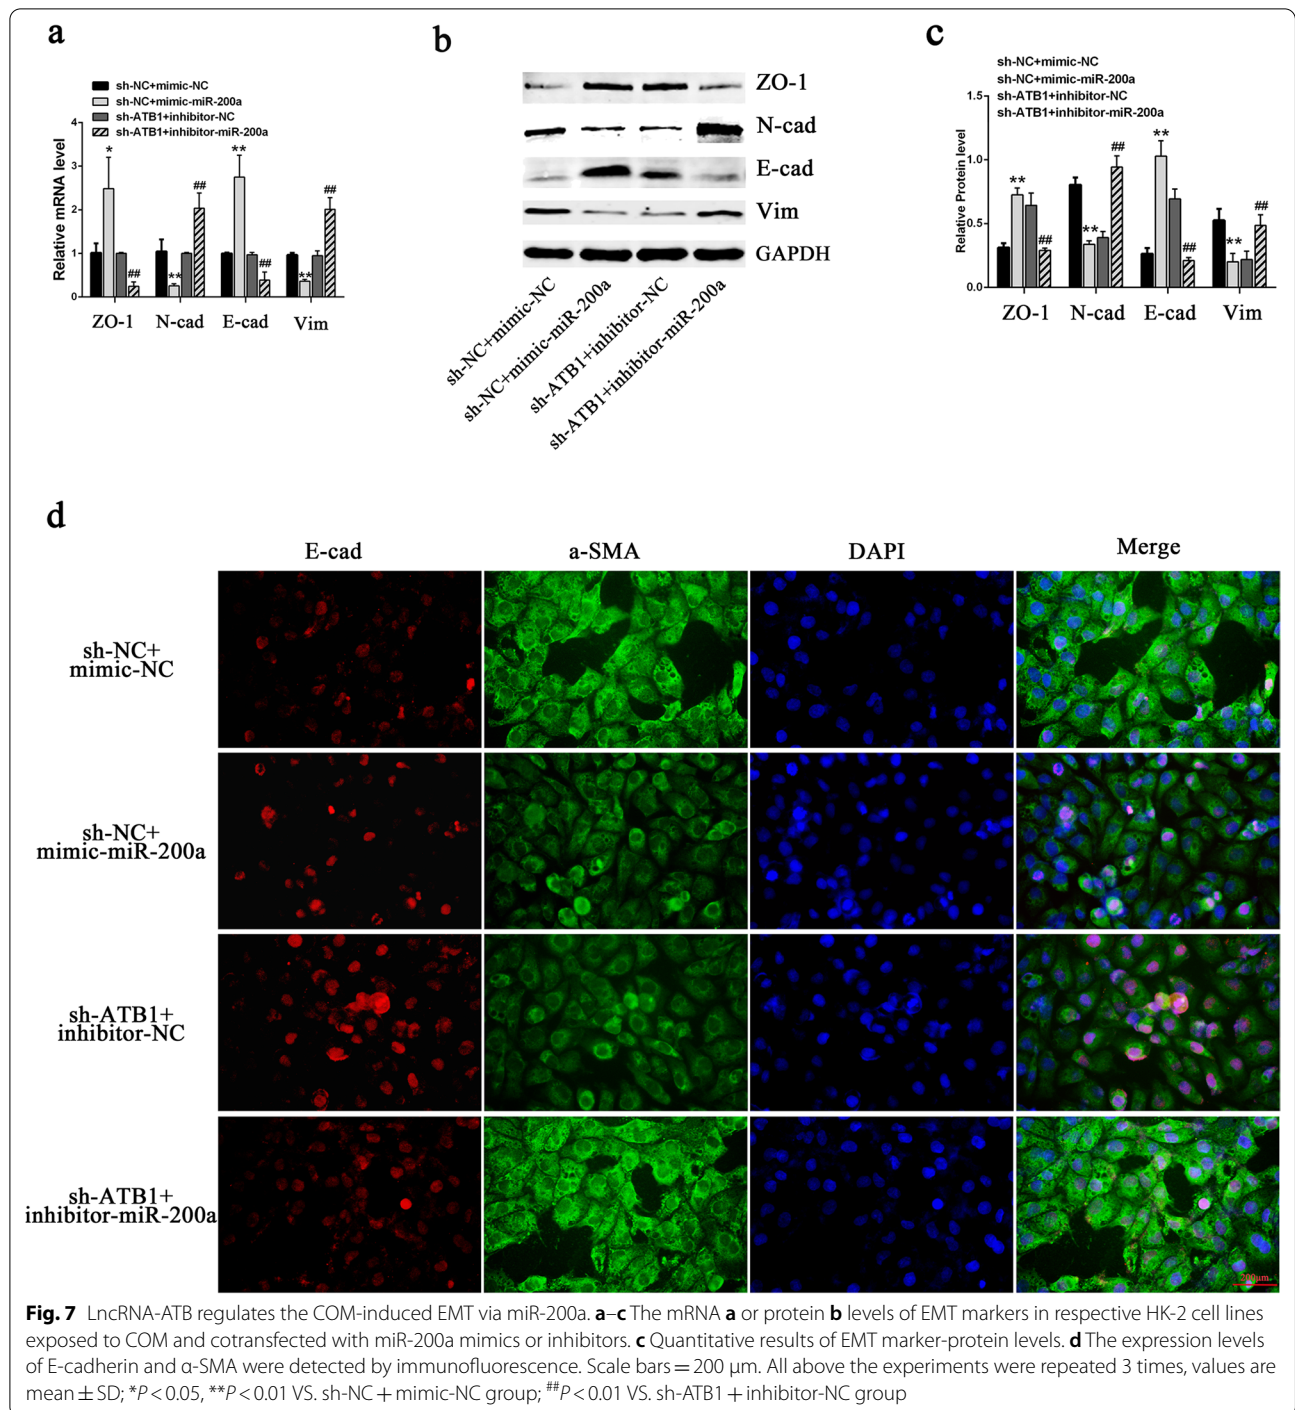 a
sh-NC+mimic-NC
sh-NC+mimic-miR-200a
sh-ATB1+inhibitor-NC
sh-ATB1+inhibitor-miR-200a
Relative mRNA level
4
3
2
1
0
*
##
**
##
**
##
**
##
ZO-1 N-cad E-cad Vim
b
ZO-1
N-cad
E-cad
Vim
GAPDH
sh-NC+mimic-NC
sh-NC+mimic-miR-200a
sh-ATB1+inhibitor-NC
sh-ATB1+inhibitor-miR-200a
c
sh-NC+mimic-NC
sh-NC+mimic-miR-200a
sh-ATB1+inhibitor-NC
sh-ATB1+inhibitor-miR-200a
Relative Protein level
1.5
1.0
0.5
0.0
**
##
**
##
**
##
**
##
ZO-1 N-cad E-cad Vim
d
E-cad a-SMA DAPI Merge
sh-NC+
mimic-NC
sh-NC+
mimic-miR-200a
sh-ATB1+
inhibitor-NC
sh-ATB1+
inhibitor-miR-200a
200μm
Fig. 7 LncRNA-ATB regulates the COM-induced EMT via miR-200a. a–c The mRNA a or protein b levels of EMT markers in respective HK-2 cell lines
exposed to COM and cotransfected with miR-200a mimics or inhibitors. c Quantitative results of EMT marker-protein levels. d The expression levels
of E-cadherin and α-SMA were detected by immunofluorescence. Scale bars = 200 μm. All above the experiments were repeated 3 times, values are
mean ± SD; *P < 0.05, **P < 0.01 VS. sh-NC + mimic-NC group; ##P < 0.01 VS. sh-ATB1 + inhibitor-NC group